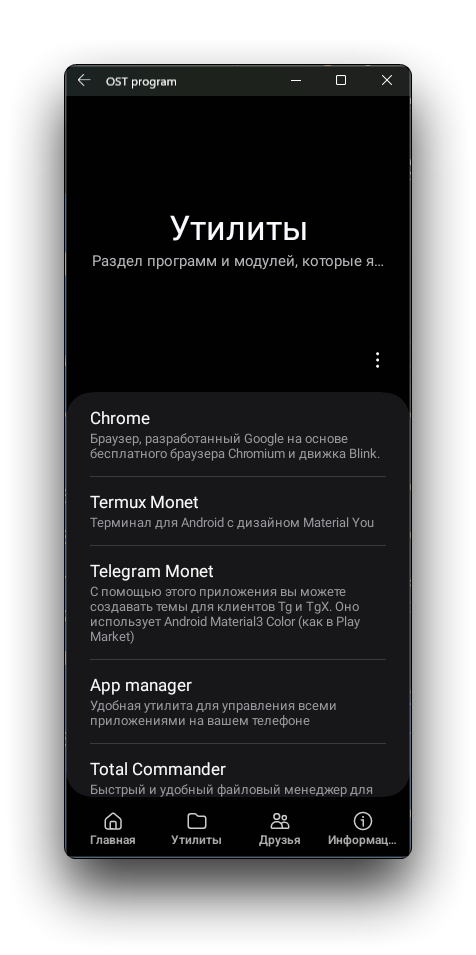 OST program
Утилиты
Раздел программ и модулей, которые я...
Chrome
Браузер, разработанный Google на основе
бесплатного браузера Chromium и движка Blink.
Termux Monet
Терминал для Android с дизайном Material You
Telegram Monet
С помощью этого приложения вы можете
создавать темы для клиентов Tg и TgX. Оно
использует Android Material3 Color (как в Play
Market)
App manager
Удобная утилита для управления всеми
приложениями на вашем телефоне
Total Commander
Быстрый и удобный файловый менеджер для
Главная
Утилиты
Друзья
Информац...